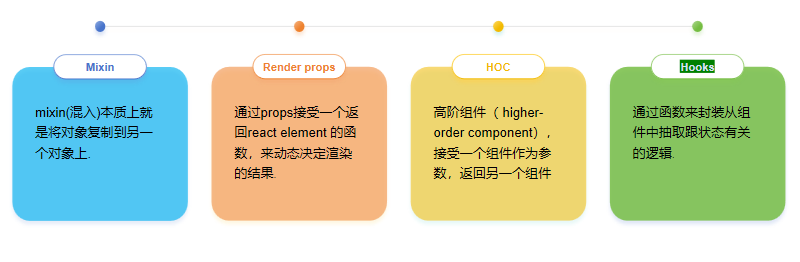 Mixin
mixin(混入)本质上就
是将对象复制到另一
个对象上.
Render props
通过props接受一个返
回react element 的函
数，来动态决定渲染
的结果.
HOC
高阶组件（ higher-
order component），
接受一个组件作为参
数，返回另一个组件
Hooks
通过函数来封装从组
件中抽取跟状态有关
的逻辑.